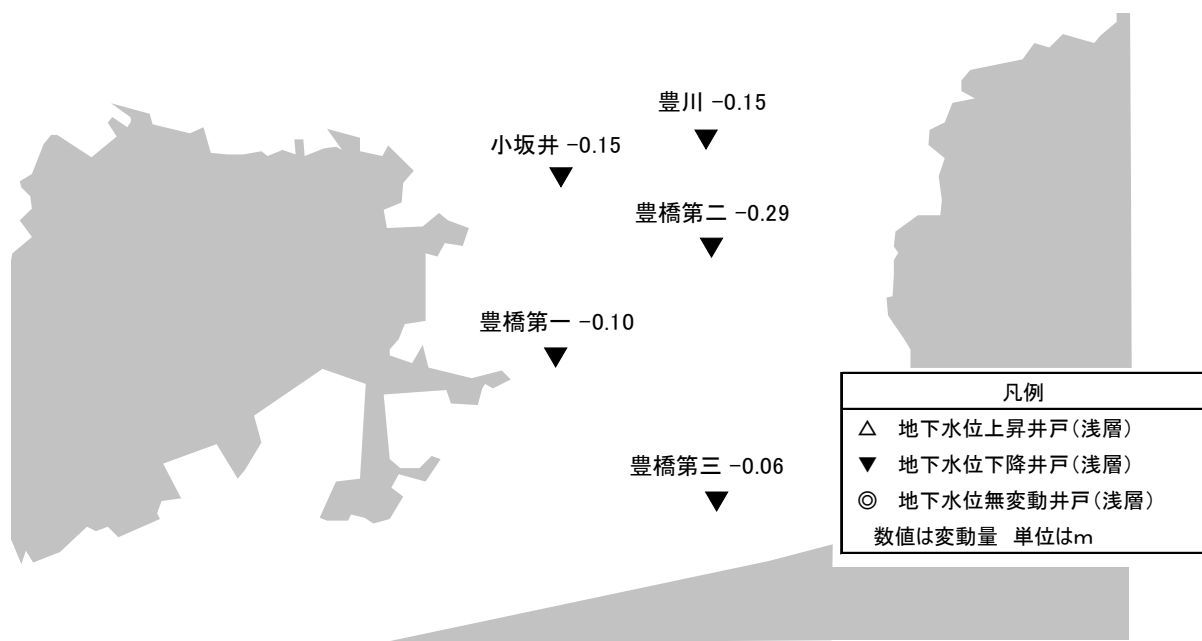 豊川 -0.15
小坂井 -0.15
豊橋第二 -0.29
豊橋第一 -0.10
豊橋第三 -0.06
凡例
△ 地下水位上昇井戸(浅層)
▼ 地下水位下降井戸(浅層)
◎ 地下水位無変動井戸(浅層)
数値は変動量 単位はm